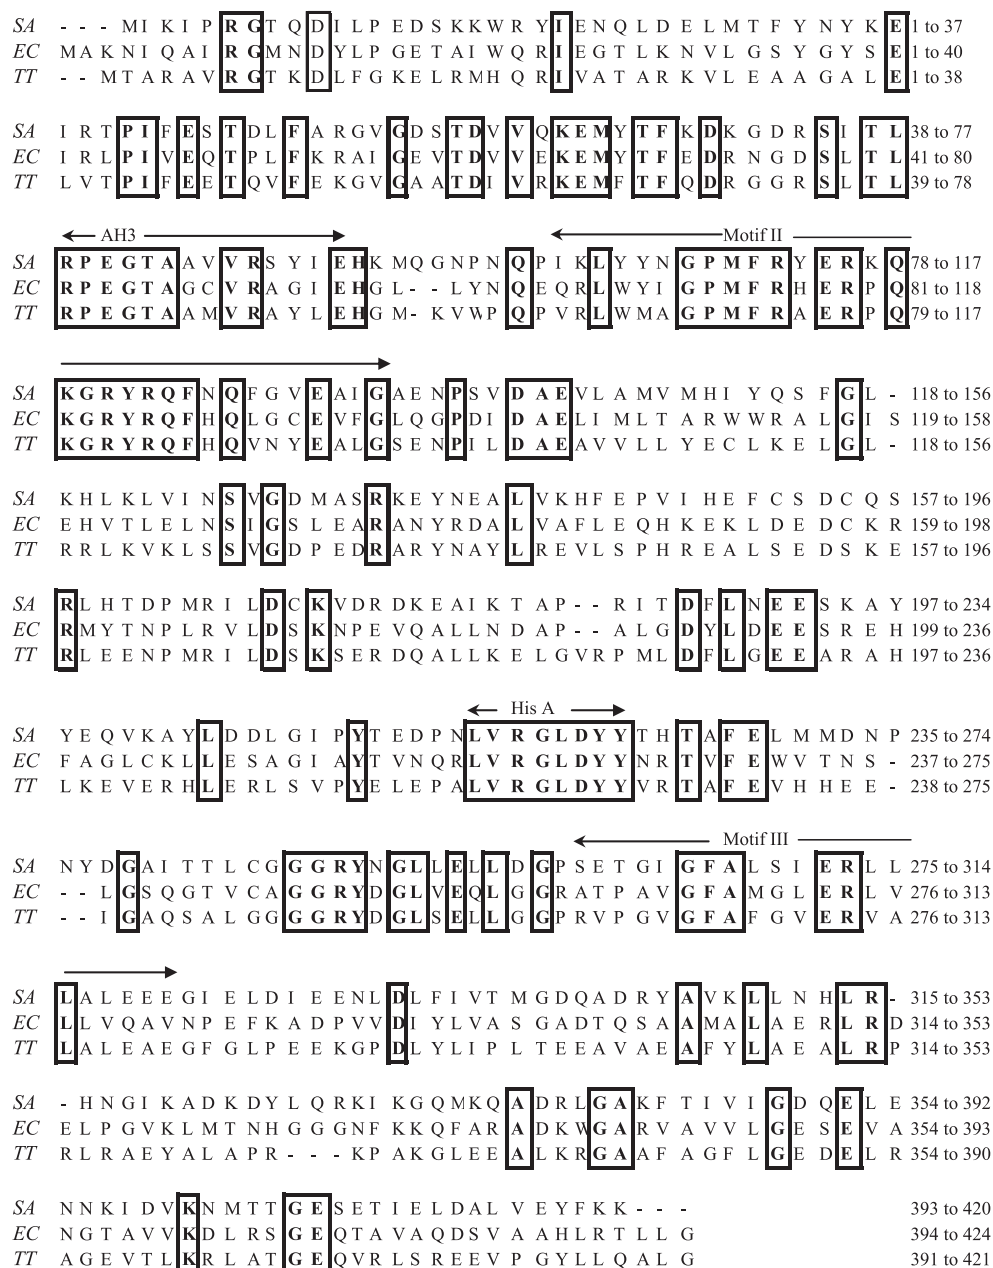 SA - - - M I K I P R G T Q D I L P E D S K K W R Y I E N Q L D E L M T F Y N Y K E 1 to 37
EC M A K N I Q A I R G M N D Y L P G E T A I W Q R I E G T L K N V L G S Y G Y S E 1 to 40
TT - - M T A R A V R G T K D L F G K E L R M H Q R I V A T A R K V L E A A G A L E 1 to 38
SA I R T P I F E S T D L F A R G V G D S T D V V Q K E M Y T F K D K G D R S I T L 38 to 77
EC I R L P I V E Q T P L F K R A I G E V T D V V E K E M Y T F E D R N G D S L T L 41 to 80
TT L V T P I F E E T Q V F E K G V G A A T D I V R K E M F T F Q D R G G R S L T L 39 to 78
AH3 Motif II
SA R P E G T A A V V R S Y I E H K M Q G N P N Q P I K L Y Y N G P M F R Y E R K Q 78 to 117
EC R P E G T A G C V R A G I E H G L - - L Y N Q E Q R L W Y I G P M F R H E R P Q 81 to 118
TT R P E G T A A M V R A Y L E H G M - K V W P Q P V R L W M A G P M F R A E R P Q 79 to 117
SA K G R Y R Q F N Q F G V E A I G A E N P S V D A E V L A M V M H I Y Q S F G L - 118 to 156
EC K G R Y R Q F H Q L G C E V F G L Q G P D I D A E L I M L T A R W W R A L G I S 119 to 158
TT K G R Y R Q F H Q V N Y E A L G S E N P I L D A E A V V L L Y E C L K E L G L - 118 to 156
SA K H L K L V I N S V G D M A S R K E Y N E A L V K H F E P V I H E F C S D C Q S 157 to 196
EC E H V T L E L N S I G S L E A R A N Y R D A L V A F L E Q H K E K L D E D C K R 159 to 198
TT R R L K V K L S S V G D P E D R A R Y N A Y L R E V L S P H R E A L S E D S K E 157 to 196
SA R L H T D P M R I L D C K V D R D K E A I K T A P - - R I T D F L N E E S K A Y 197 to 234
EC R M Y T N P L R V L D S K N P E V Q A L L N D A P - - A L G D Y L D E E S R E H 199 to 236
TT R L E E N P M R I L D S K S E R D Q A L L K E L G V R P M L D F L G E E A R A H 197 to 236
His A
SA Y E Q V K A Y L D D L G I P Y T E D P N L V R G L D Y Y T H T A F E L M M D N P 235 to 274
EC F A G L C K L L E S A G I A Y T V N Q R L V R G L D Y Y N R T V F E W V T N S - 237 to 275
TT L K E V E R H L E R L S V P Y E L E P A L V R G L D Y Y V R T A F E V H H E E - 238 to 275
Motif III
SA N Y D G A I T T L C G G G R Y N G L L E L L D G P S E T G I G F A L S I E R L L 275 to 314
EC - - L G S Q G T V C A G G R Y D G L V E Q L G G R A T P A V G F A M G L E R L V 276 to 313
TT - - I G A Q S A L G G G G R Y D G L S E L L G G P R V P G V G F A F G V E R V A 276 to 313
SA L A L E E E G I E L D I E E N L D L F I V T M G D Q A D R Y A V K L L N H L R - 315 to 353
EC L L V Q A V N P E F K A D P V V D I Y L V A S G A D T Q S A A M A L A E R L R D 314 to 353
TT L A L E A E G F G L P E E K G P D L Y L I P L T E E A V A E A F Y L A E A L R P 314 to 353
SA - H N G I K A D K D Y L Q R K I K G Q M K Q A D R L G A K F T I V I G D Q E L E 354 to 392
EC E L P G V K L M T N H G G G N F K K Q F A R A D K W G A R V A V V L G E S E V A 354 to 393
TT R L R A E Y A L A P R - - - K P A K G L E E A L K R G A A F A G F L G E D E L R 354 to 390
SA N N K I D V K N M T T G E S E T I E L D A L V E Y F K K - - - 393 to 420
EC N G T A V V K D L R S G E Q T A V A Q D S V A A H L R T L L G 394 to 424
TT A G E V T L K R L A T G E Q V R L S R E E V P G Y L L Q A L G 391 to 421